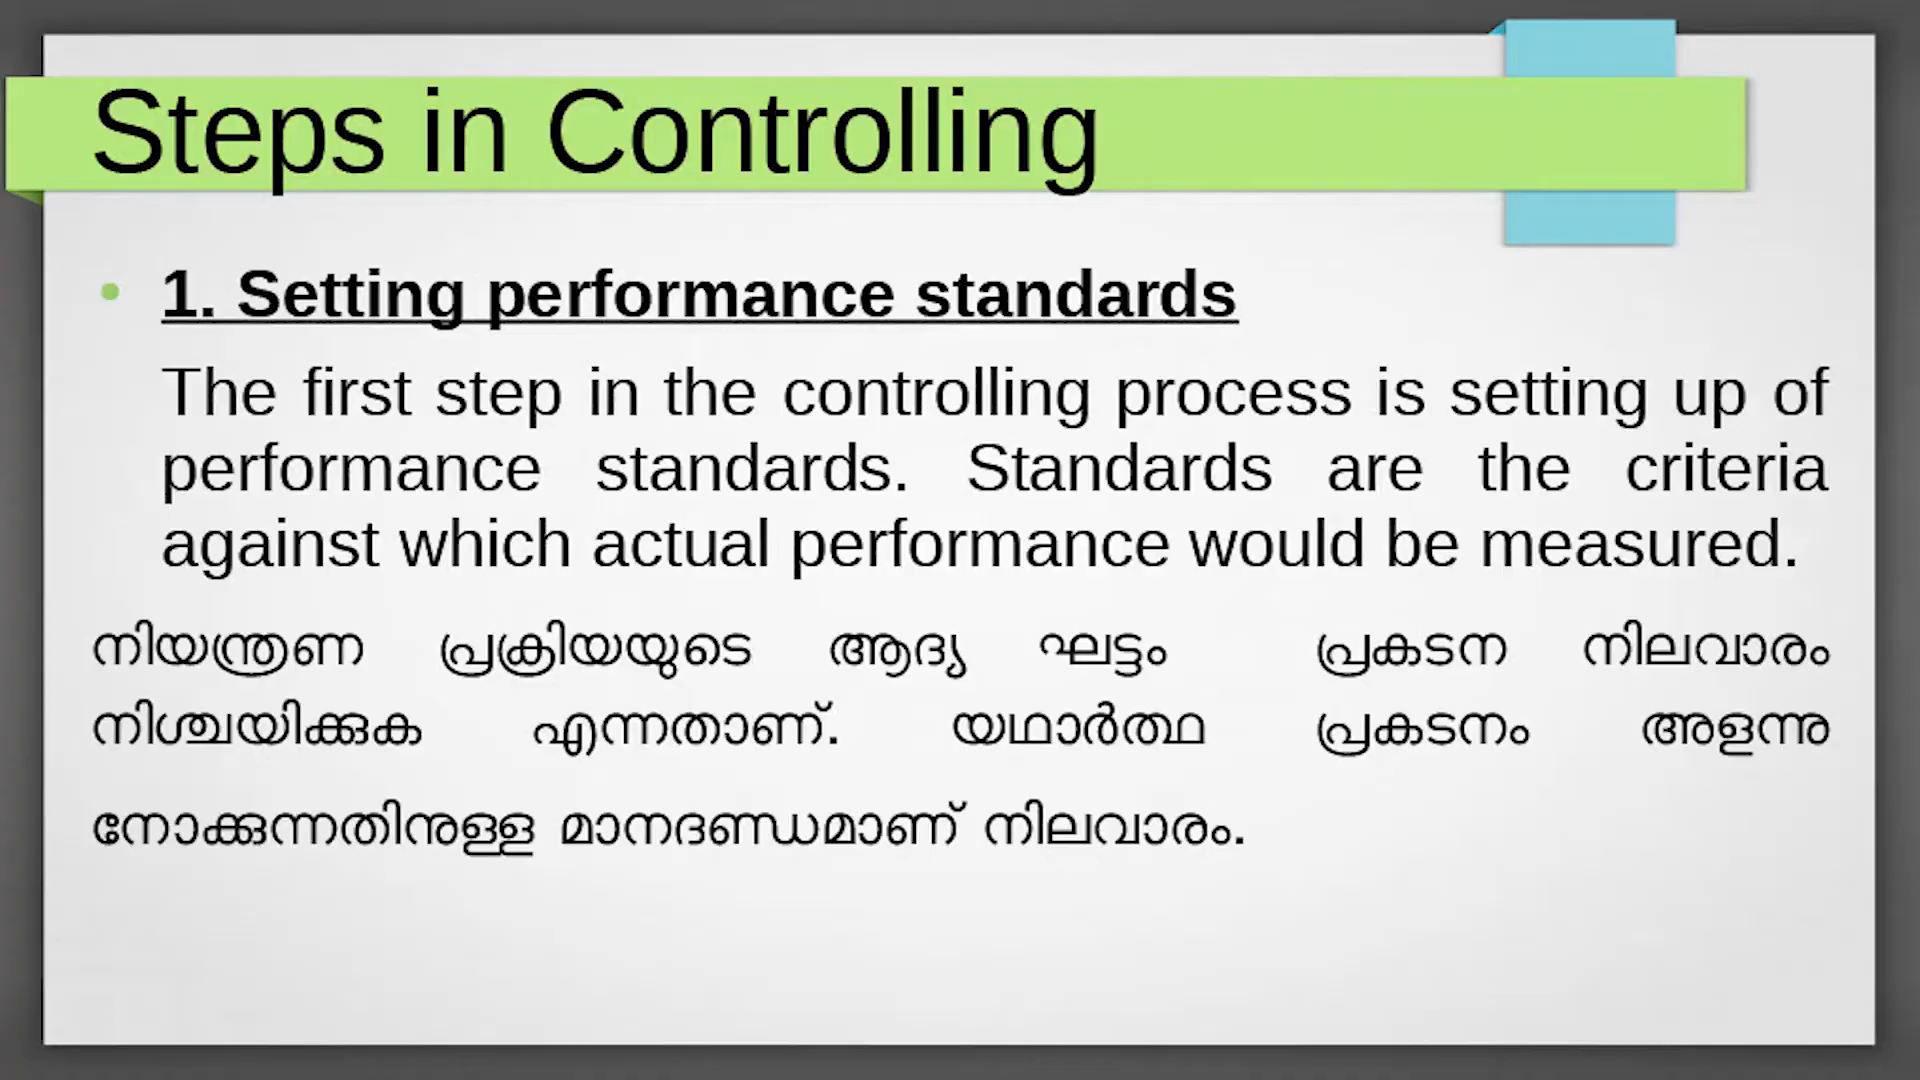 Steps in Controlling
• 1. Setting performance standards
The first step in the controlling process is setting up of
performance standards. Standards are the criteria
against which actual performance would be measured.
നിയന്ത്രണ പ്രക്രിയയുടെ ആദ്യ ഘട്ടം പ്രകടന നിലവാരം
നിശ്ചയിക്കുക എന്നതാണ്. യഥാർത്ഥ പ്രകടനം അളന്നു
നോക്കുന്നതിനുള്ള മാനദണ്ഡമാണ് നിലവാരം.